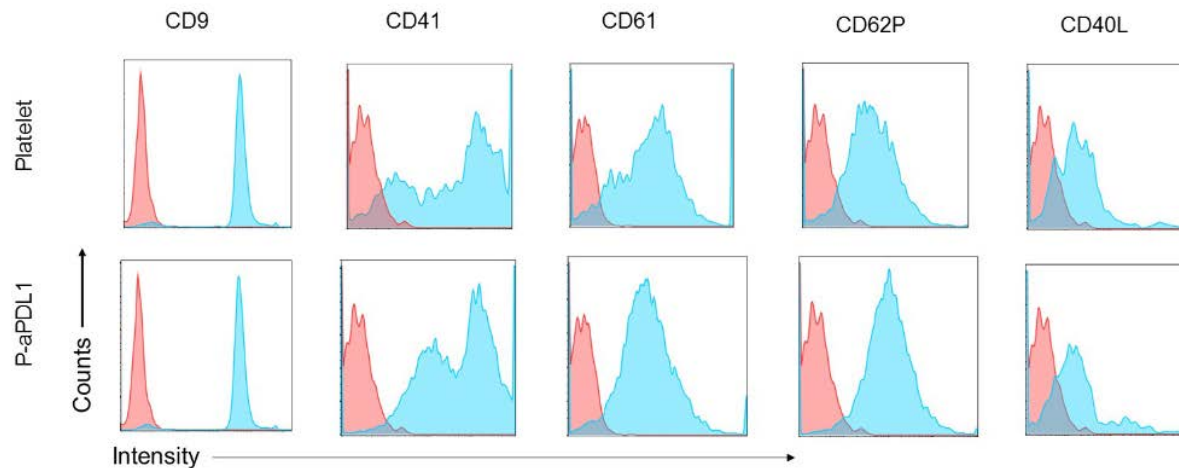 CD9
CD41
CD61
CD62P
CD40L
Platelet
P-aPDL1
Counts
Intensity